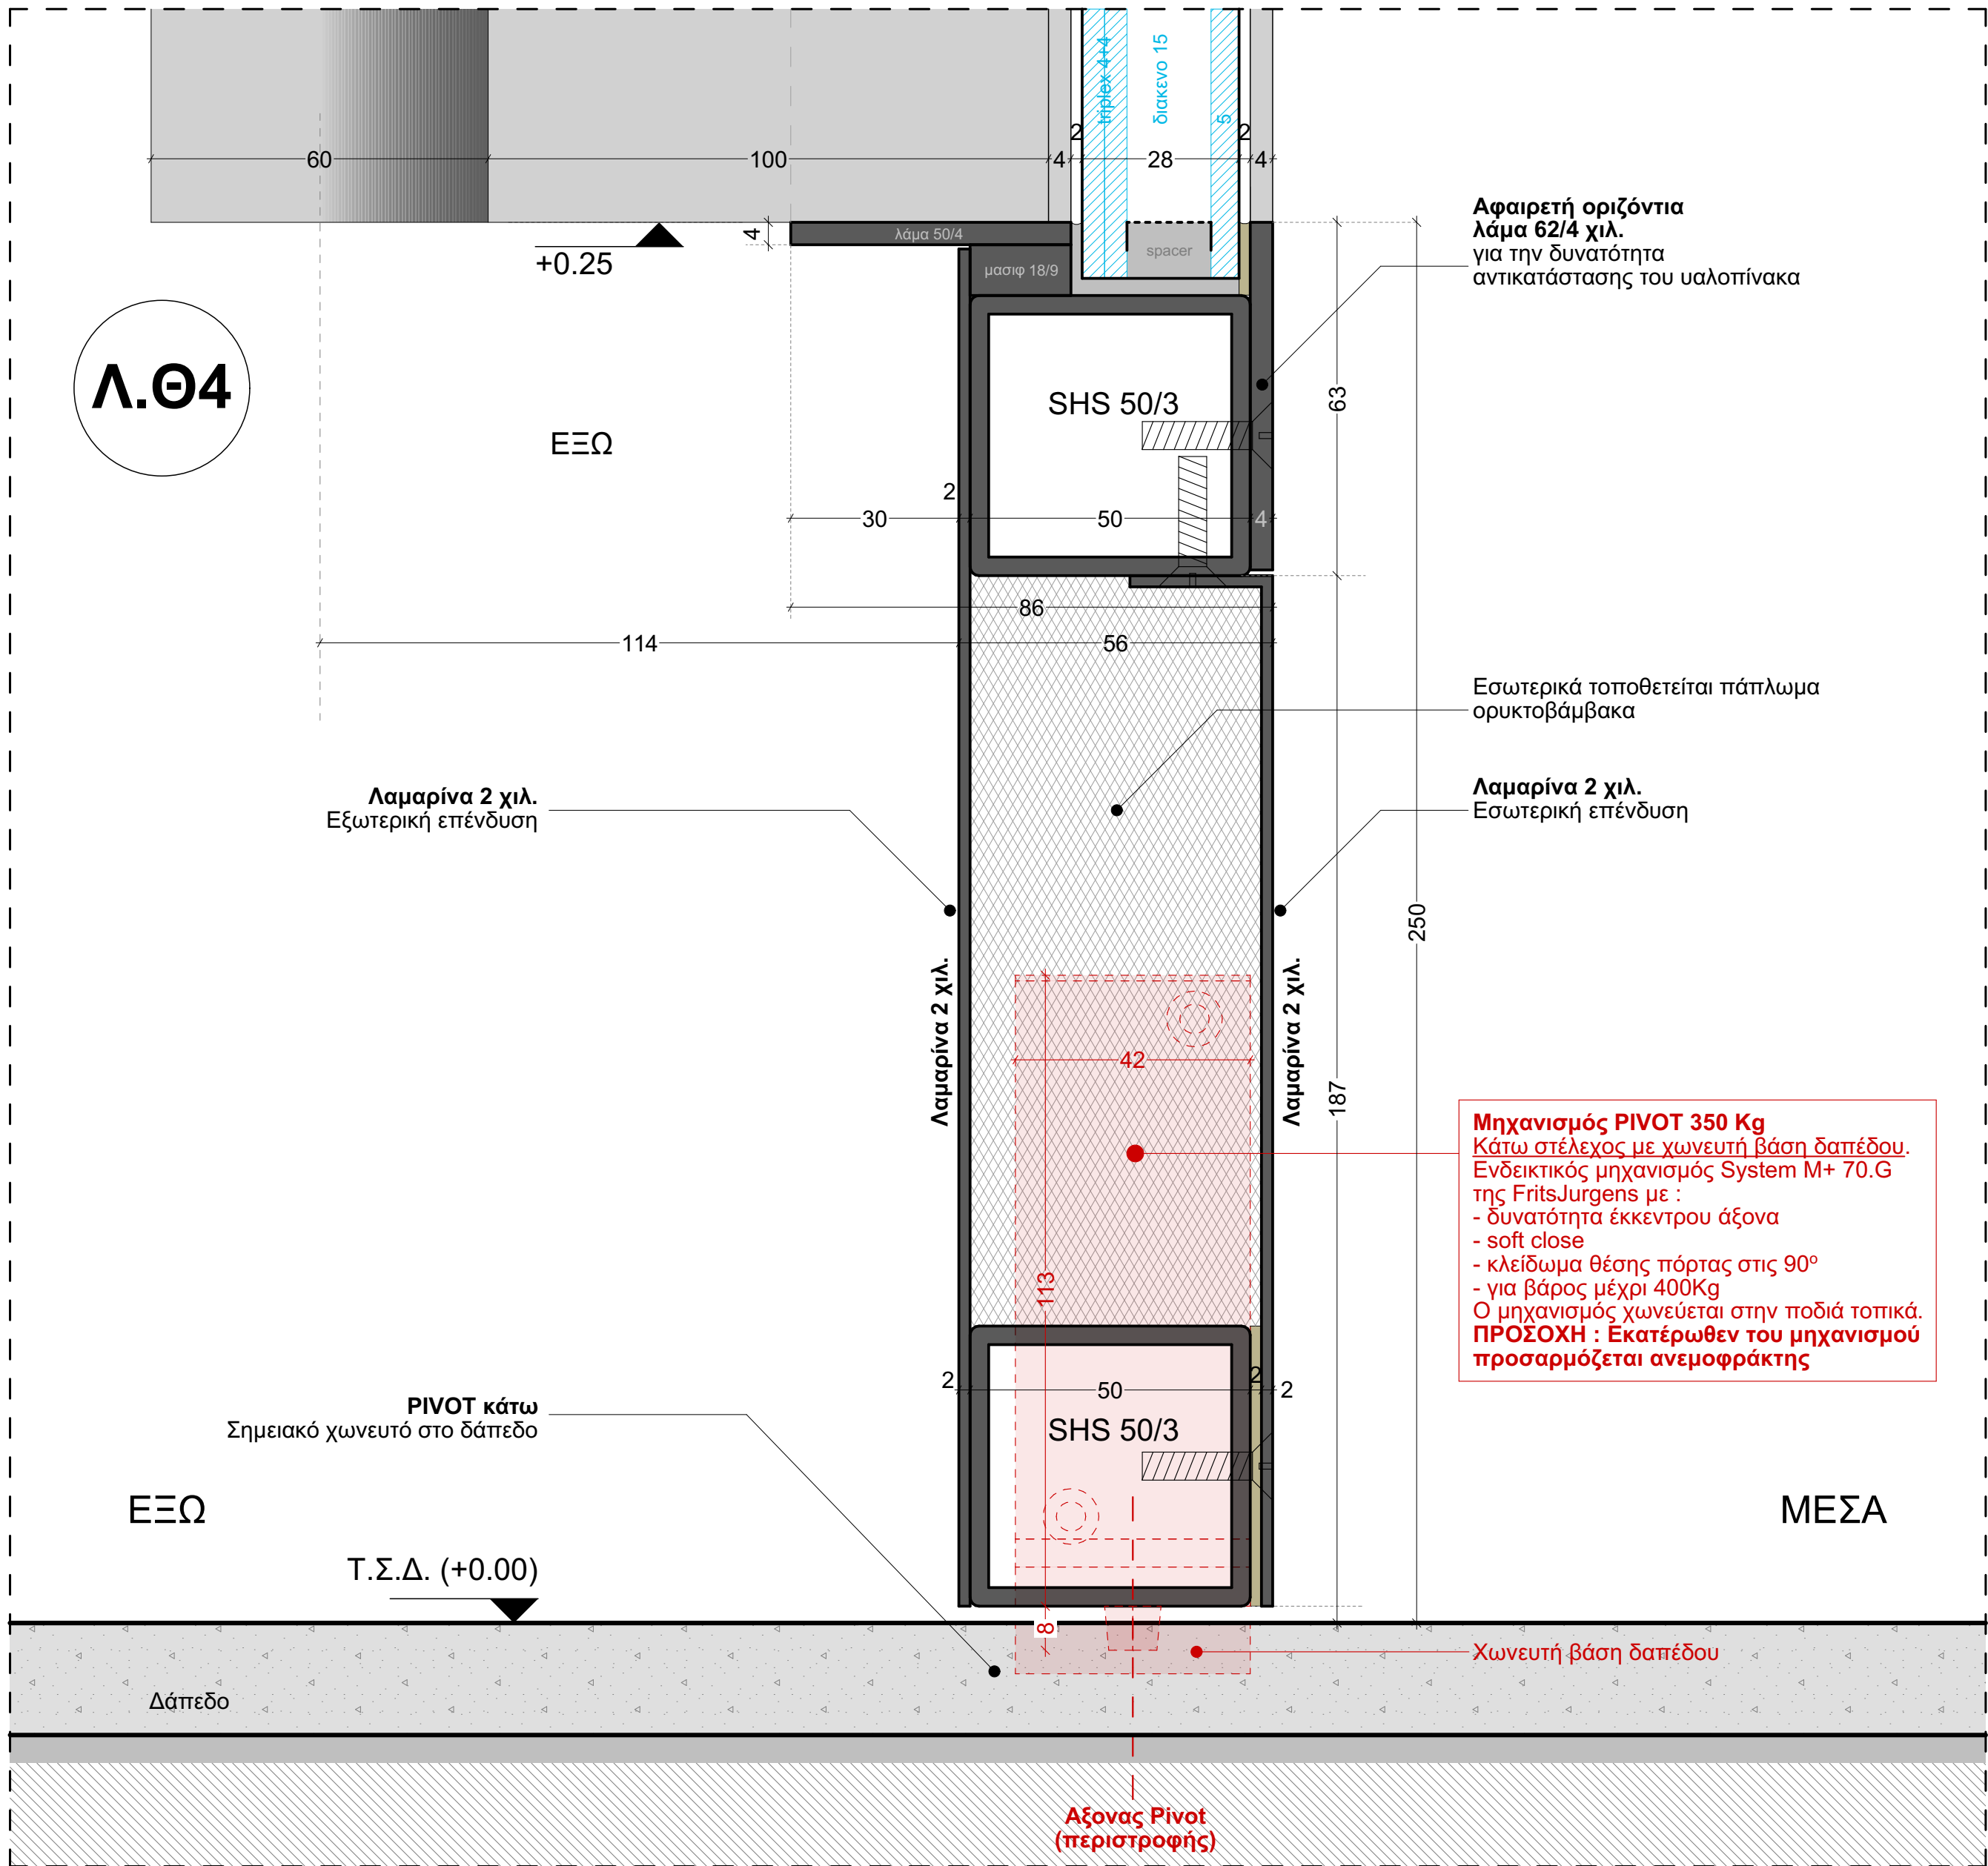 triplex 4+4
διακενο 15
5
60
100
4
2
28
2
4
Αφαιρετή οριζόντια
λάμα 62/4 χιλ.
για την δυνατότητα
αντικατάστασης του υαλοπίνακα
4
λάμα 50/4
+0.25
μασιφ 18/9
spacer
Λ.Θ4
ΕΞΩ
SHS 50/3
63
2
30
50
4
86
114
56
Εσωτερικά τοποθετείται πάπλωμα
ορυκτοβάμβακα
Λαμαρίνα 2 χιλ.
Εξωτερική επένδυση
Λαμαρίνα 2 χιλ.
Εσωτερική επένδυση
250
Λαμαρίνα 2 χιλ.
Λαμαρίνα 2 χιλ.
42
187
113
Μηχανισμός PIVOT 350 Kg
Κάτω στέλεχος με χωνευτή βάση δαπέδου.
Ενδεικτικός μηχανισμός System M+ 70.G
της FritsJurgens με :
- δυνατότητα έκκεντρου άξονα
- soft close
- κλείδωμα θέσης πόρτας στις 90º
- για βάρος μέχρι 400Kg
Ο μηχανισμός χωνεύεται στην ποδιά τοπικά.
ΠΡΟΣΟΧΗ : Εκατέρωθεν του μηχανισμού
προσαρμόζεται ανεμοφράκτης
2
50
2
2
SHS 50/3
PIVOT κάτω
Σημειακό χωνευτό στο δάπεδο
ΕΞΩ
ΜΕΣΑ
Τ.Σ.Δ. (+0.00)
8
Χωνευτή βάση δαπέδου
Δάπεδο
Αξονας Pivot
(περιστροφής)